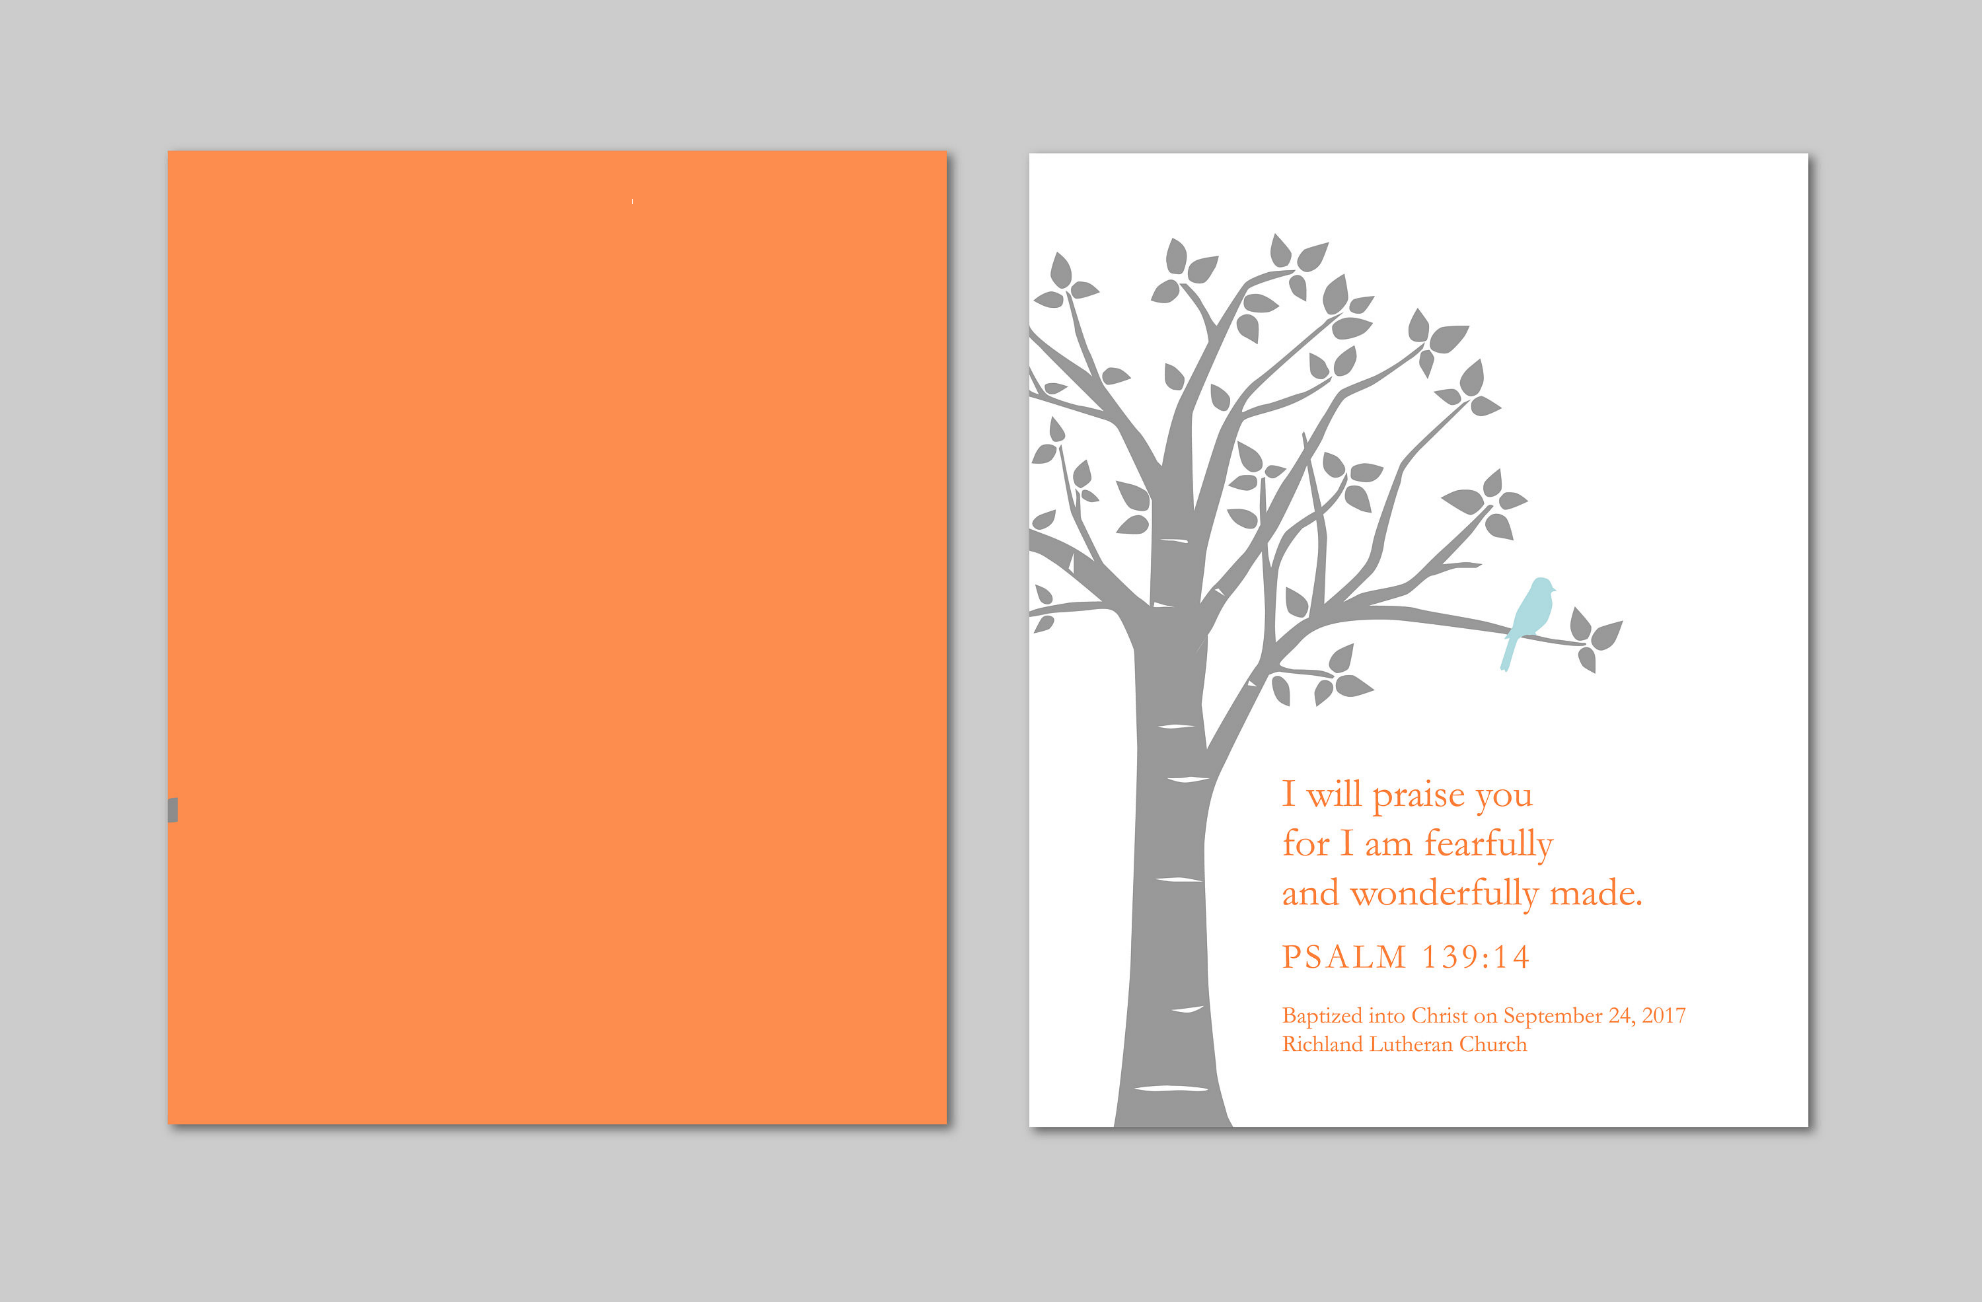 I will praise you
for I am fearfully
and wonderfully made.
PSALM 139:14
Baptized into Christ on September 24, 2017
Richland Lutheran Church